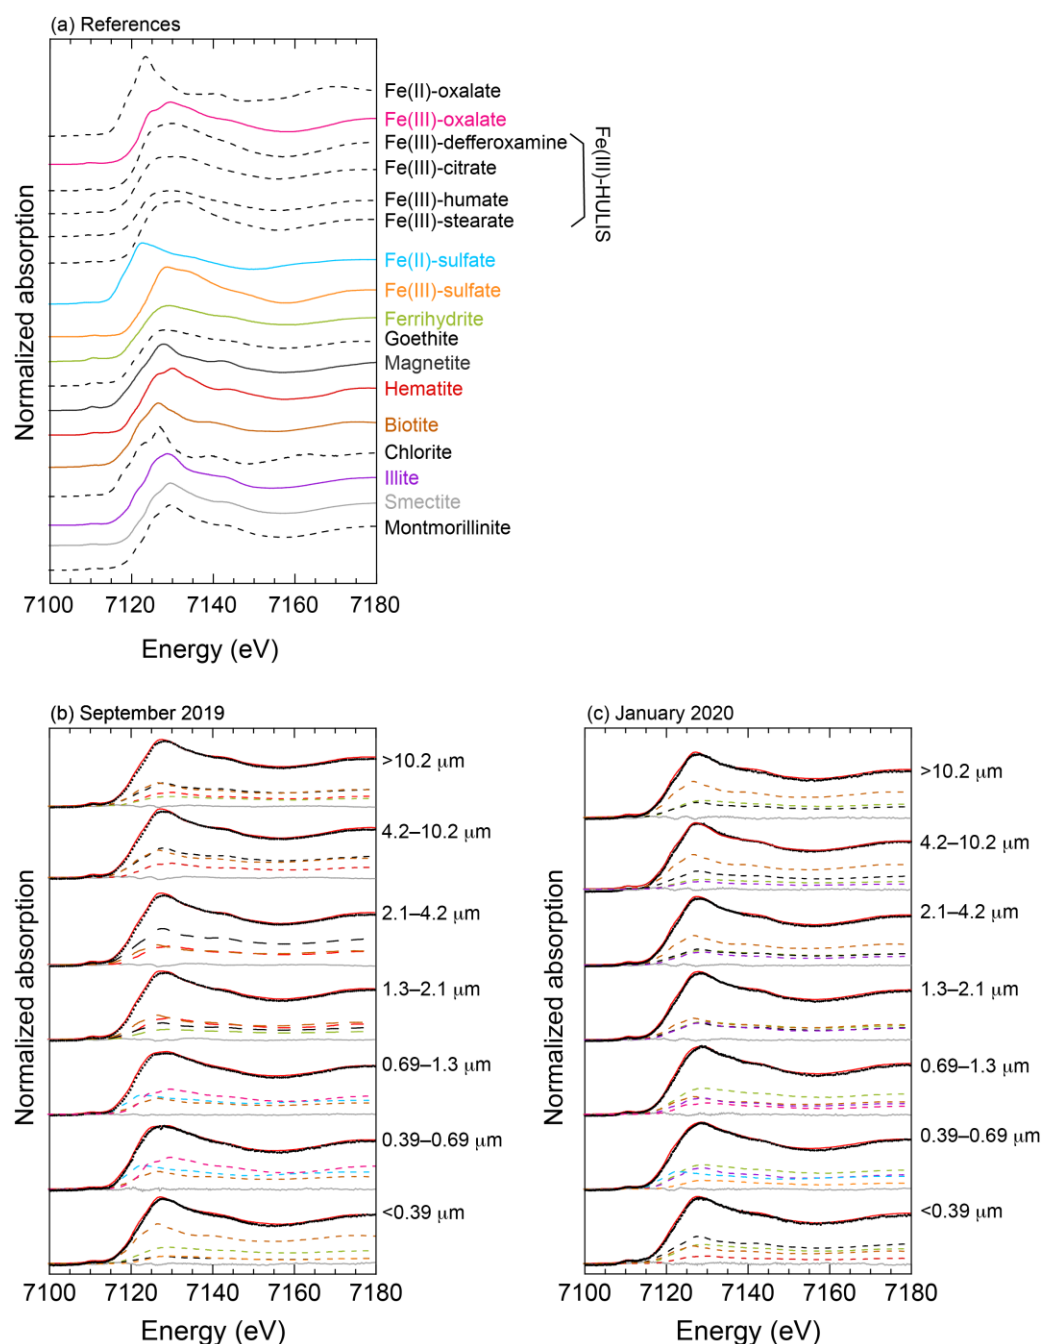 (a) References
Normalized absorption
Fe(II)-oxalate
Fe(III)-oxalate
Fe(III)-defferoxamine
Fe(III)-citrate
Fe(III)-humate
Fe(III)-stearate
Fe(III)-HULIS
Fe(II)-sulfate
Fe(III)-sulfate
Ferrihydrite
Goethite
Magnetite
Hematite
Biotite
Chlorite
Illite
Smectite
Montmorillinite
7100 7120 7140 7160 7180
Energy (eV)
(b) September 2019
Normalized absorption
>10.2 μm
4.2–10.2 μm
2.1–4.2 μm
1.3–2.1 μm
0.69–1.3 μm
0.39–0.69 μm
<0.39 μm
7100 7120 7140 7160 7180
Energy (eV)
(c) January 2020
Normalized absorption
>10.2 μm
4.2–10.2 μm
2.1–4.2 μm
1.3–2.1 μm
0.69–1.3 μm
0.39–0.69 μm
<0.39 μm
7100 7120 7140 7160 7180
Energy (eV)